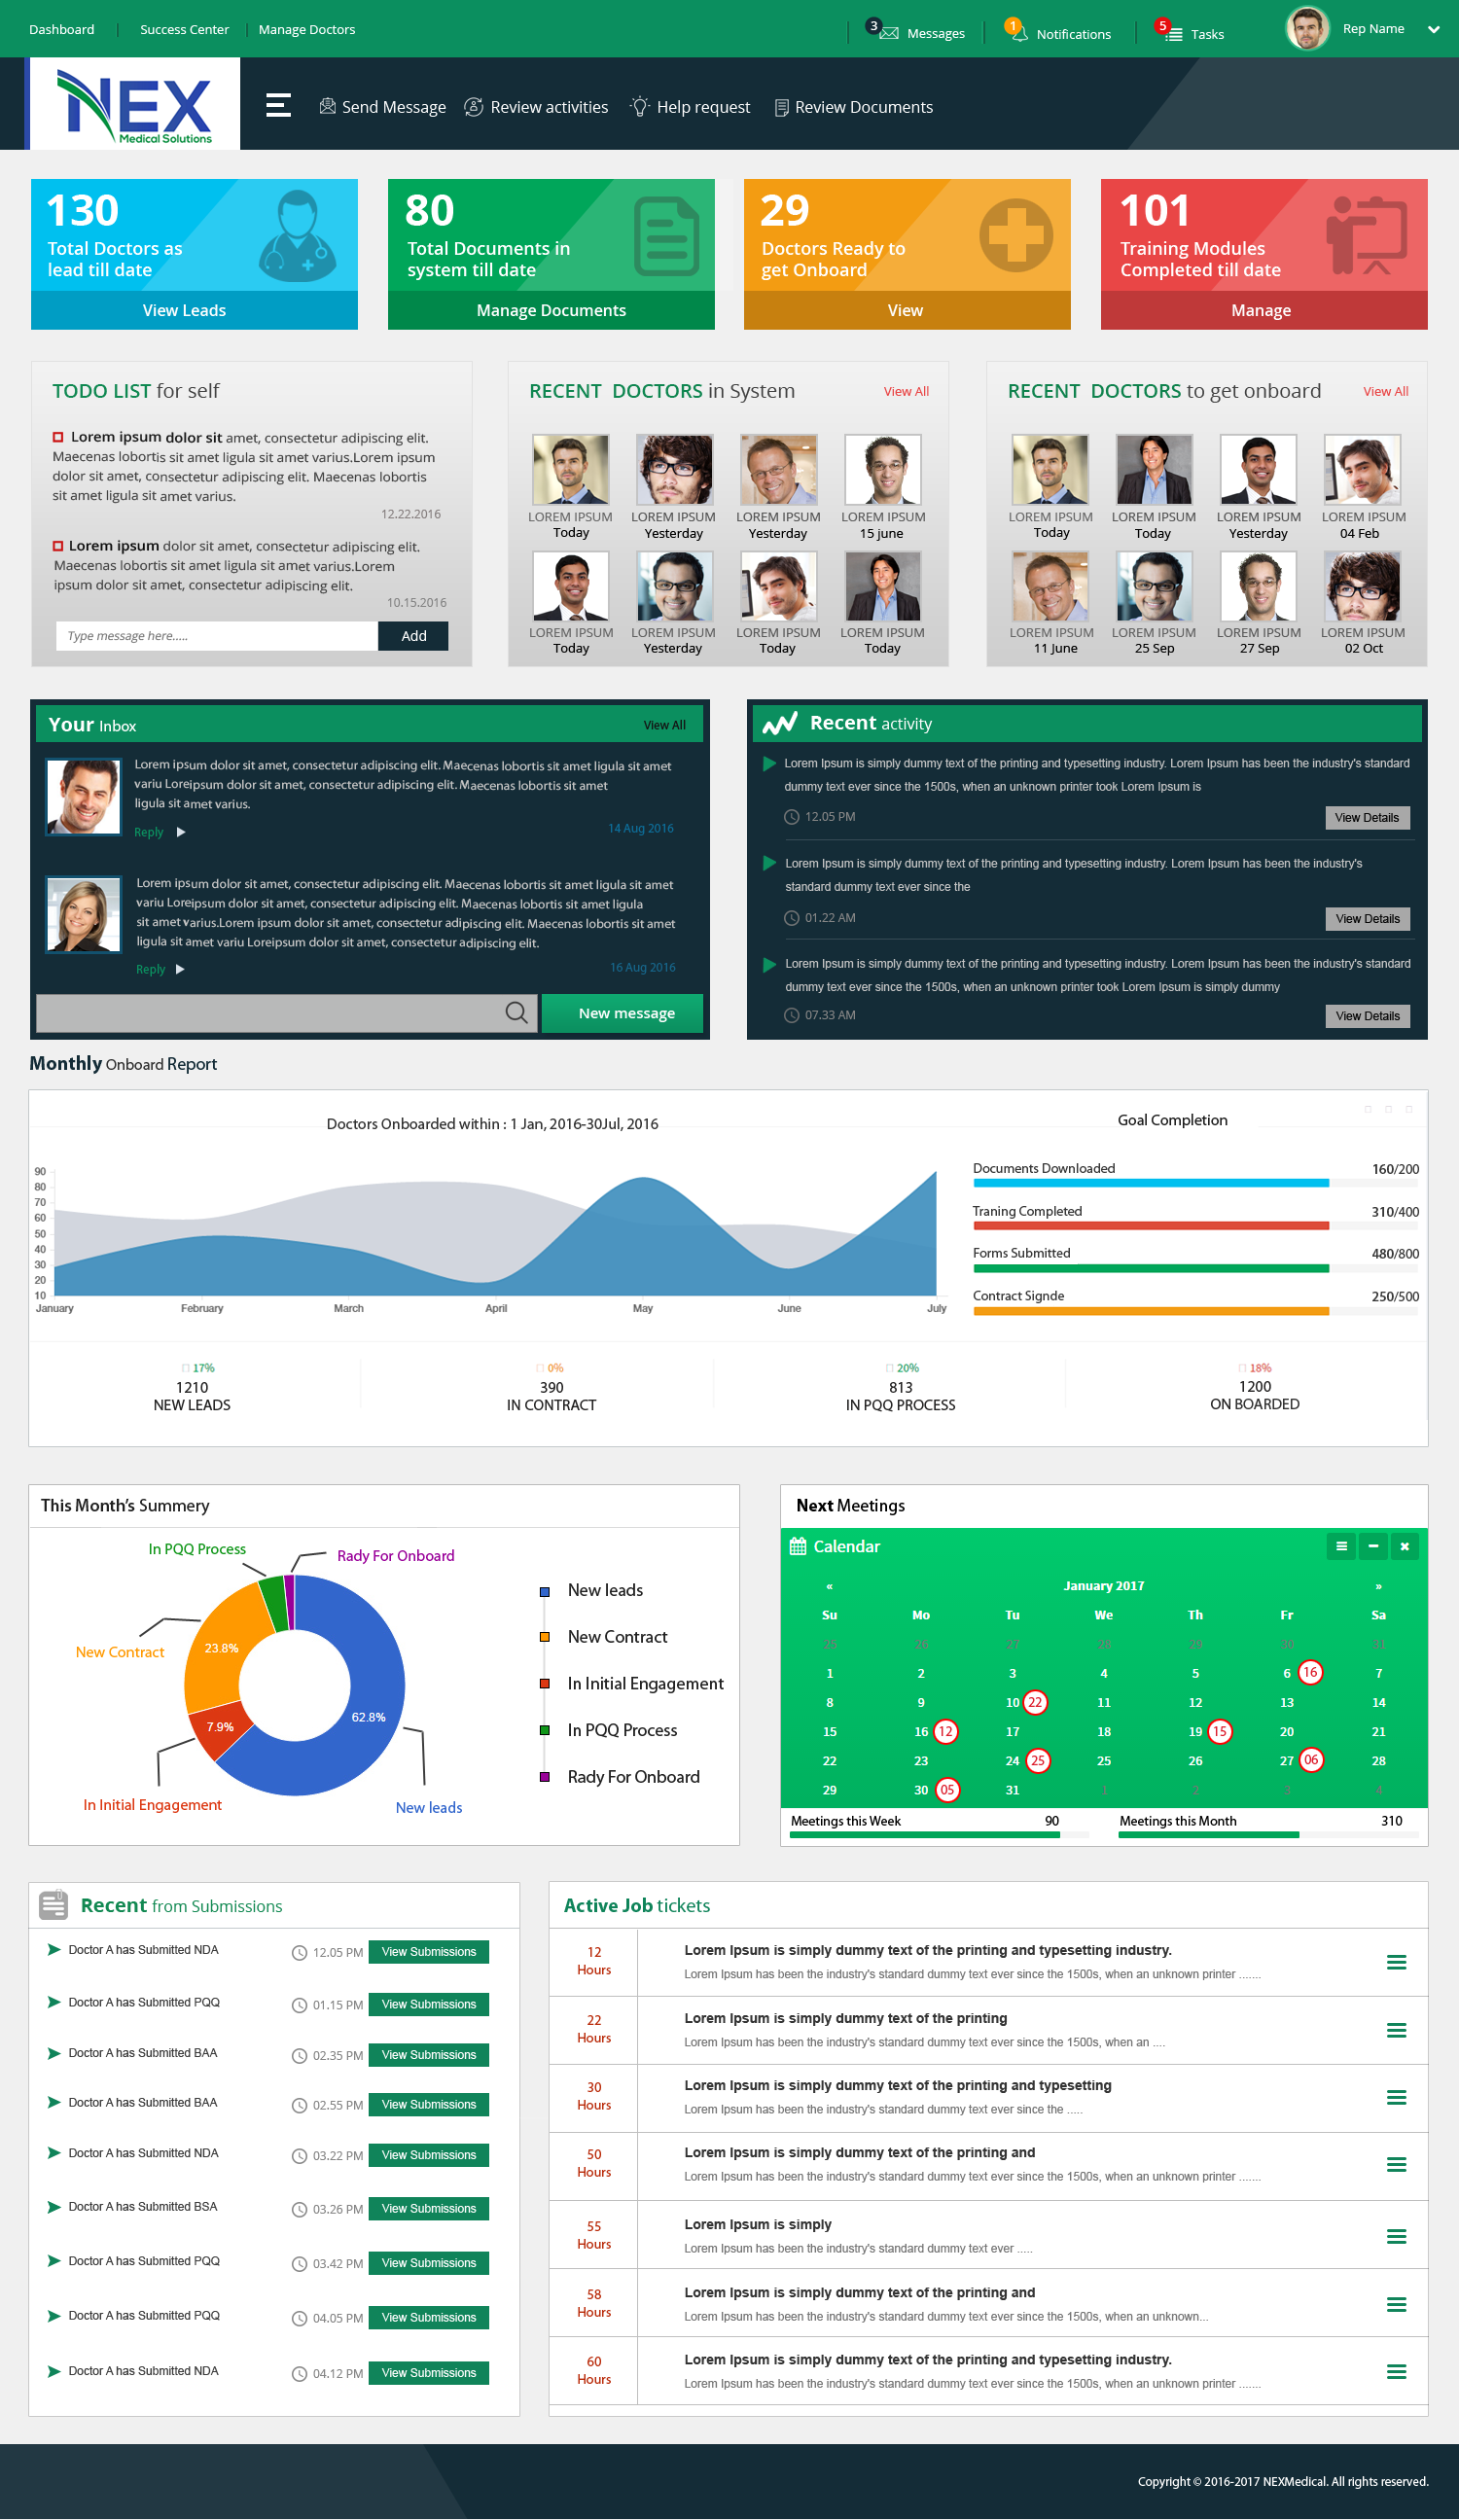 Dashboard
Success Center
Manage Doctors
3
Messages
1
Notifications
5
Tasks
Rep Name
NEX
Medical Solutions
Send Message
Review activities
Help request
Review Documents
130
Total Doctors as
lead till date
View Leads
80
Total Documents in
system till date
Manage Documents
29
Doctors Ready to
get Onboard
View
101
Training Modules
Completed till date
Manage
TODO LIST for self
Lorem ipsum dolor sit amet, consectetur adipiscing elit.
Maecenas lobortis sit amet ligula sit amet varius.Lorem ipsum
dolor sit amet, consectetur adipiscing elit. Maecenas lobortis
sit amet ligula sit amet varius.
12.22.2016
Lorem ipsum dolor sit amet, consectetur adipiscing elit.
Maecenas lobortis sit amet ligula sit amet varius.Lorem
ipsum dolor sit amet, consectetur adipiscing elit.
10.15.2016
Type message here.....
Add
RECENT DOCTORS in System
View All
LOREM IPSUM
Today
LOREM IPSUM
Yesterday
LOREM IPSUM
Yesterday
LOREM IPSUM
15 june
LOREM IPSUM
Today
LOREM IPSUM
Yesterday
LOREM IPSUM
Today
LOREM IPSUM
Today
RECENT DOCTORS to get onboard
View All
LOREM IPSUM
Today
LOREM IPSUM
Today
LOREM IPSUM
Yesterday
LOREM IPSUM
04 Feb
LOREM IPSUM
11 June
LOREM IPSUM
25 Sep
LOREM IPSUM
27 Sep
LOREM IPSUM
02 Oct
Your Inbox
View All
Lorem ipsum dolor sit amet, consectetur adipiscing elit. Maecenas lobortis sit amet ligula sit amet
variu Loreipsum dolor sit amet, consectetur adipiscing elit. Maecenas lobortis sit amet
ligula sit amet varius.
Reply
14 Aug 2016
Lorem ipsum dolor sit amet, consectetur adipiscing elit. Maecenas lobortis sit amet ligula sit amet
variu Loreipsum dolor sit amet, consectetur adipiscing elit. Maecenas lobortis sit amet ligula
sit amet varius.Lorem ipsum dolor sit amet, consectetur adipiscing elit. Maecenas lobortis sit amet
ligula sit amet variu Loreipsum dolor sit amet, consectetur adipiscing elit.
Reply
16 Aug 2016
New message
Recent activity
Lorem Ipsum is simply dummy text of the printing and typesetting industry. Lorem Ipsum has been the industry's standard
dummy text ever since the 1500s, when an unknown printer took Lorem Ipsum is
12.05 PM
View Details
Lorem Ipsum is simply dummy text of the printing and typesetting industry. Lorem Ipsum has been the industry's
standard dummy text ever since the
01.22 AM
View Details
Lorem Ipsum is simply dummy text of the printing and typesetting industry. Lorem Ipsum has been the industry's standard
dummy text ever since the 1500s, when an unknown printer took Lorem Ipsum is simply dummy
07.33 AM
View Details
Monthly Onboard Report
Doctors Onboarded within : 1 Jan, 2016-30Jul, 2016
90
80
70
60
50
40
30
20
10
January
February
March
April
May
June
July
Goal Completion
Documents Downloaded
160/200
Traning Completed
310/400
Forms Submitted
480/800
Contract Signde
250/500
17%
1210
NEW LEADS
0%
390
IN CONTRACT
20%
813
IN PQQ PROCESS
18%
1200
ON BOARDED
This Month's Summery
In PQQ Process
Rady For Onboard
New Contract
23.8%
62.8%
7.9%
In Initial Engagement
New leads
New leads
New Contract
In Initial Engagement
In PQQ Process
Rady For Onboard
Next Meetings
Calendar
« January 2017 »
Su Mo Tu We Th Fr Sa
25 26 27 28 29 30 31
1 2 3 4 5 6 16 7
8 9 10 22 11 12 13 14
15 16 12 17 18 19 15 20 21
22 23 24 25 25 26 27 06 28
29 30 05 31 1 2 3 4
Meetings this Week
90
Meetings this Month
310
Recent from Submissions
Doctor A has Submitted NDA
12.05 PM
View Submissions
Doctor A has Submitted PQQ
01.15 PM
View Submissions
Doctor A has Submitted BAA
02.35 PM
View Submissions
Doctor A has Submitted BAA
02.55 PM
View Submissions
Doctor A has Submitted NDA
03.22 PM
View Submissions
Doctor A has Submitted BSA
03.26 PM
View Submissions
Doctor A has Submitted PQQ
03.42 PM
View Submissions
Doctor A has Submitted PQQ
04.05 PM
View Submissions
Doctor A has Submitted NDA
04.12 PM
View Submissions
Active Job tickets
12
Hours
Lorem Ipsum is simply dummy text of the printing and typesetting industry.
Lorem Ipsum has been the industry's standard dummy text ever since the 1500s, when an unknown printer .......
22
Hours
Lorem Ipsum is simply dummy text of the printing
Lorem Ipsum has been the industry's standard dummy text ever since the 1500s, when an ....
30
Hours
Lorem Ipsum is simply dummy text of the printing and typesetting
Lorem Ipsum has been the industry's standard dummy text ever since the .....
50
Hours
Lorem Ipsum is simply dummy text of the printing and
Lorem Ipsum has been the industry's standard dummy text ever since the 1500s, when an unknown printer .......
55
Hours
Lorem Ipsum is simply
Lorem Ipsum has been the industry's standard dummy text ever .....
58
Hours
Lorem Ipsum is simply dummy text of the printing and
Lorem Ipsum has been the industry's standard dummy text ever since the 1500s, when an unknown...
60
Hours
Lorem Ipsum is simply dummy text of the printing and typesetting industry.
Lorem Ipsum has been the industry's standard dummy text ever since the 1500s, when an unknown printer .......
Copyright © 2016-2017 NEXMedical. All rights reserved.